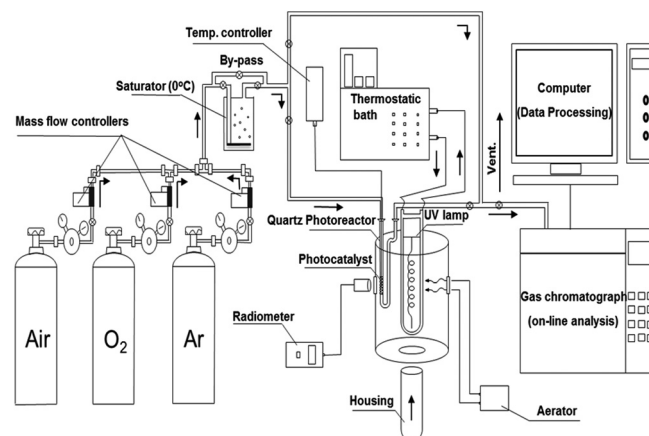 Temp. controller
By-pass
Saturator (0ºC)
Mass flow controllers
Thermostatic
bath
Computer
(Data Processing)
Vent.
Quartz Photoreactor
UV lamp
Photocatalyst
Radiometer
Gas chromatograph
(on-line analysis)
Air
O₂
Ar
Housing
Aerator